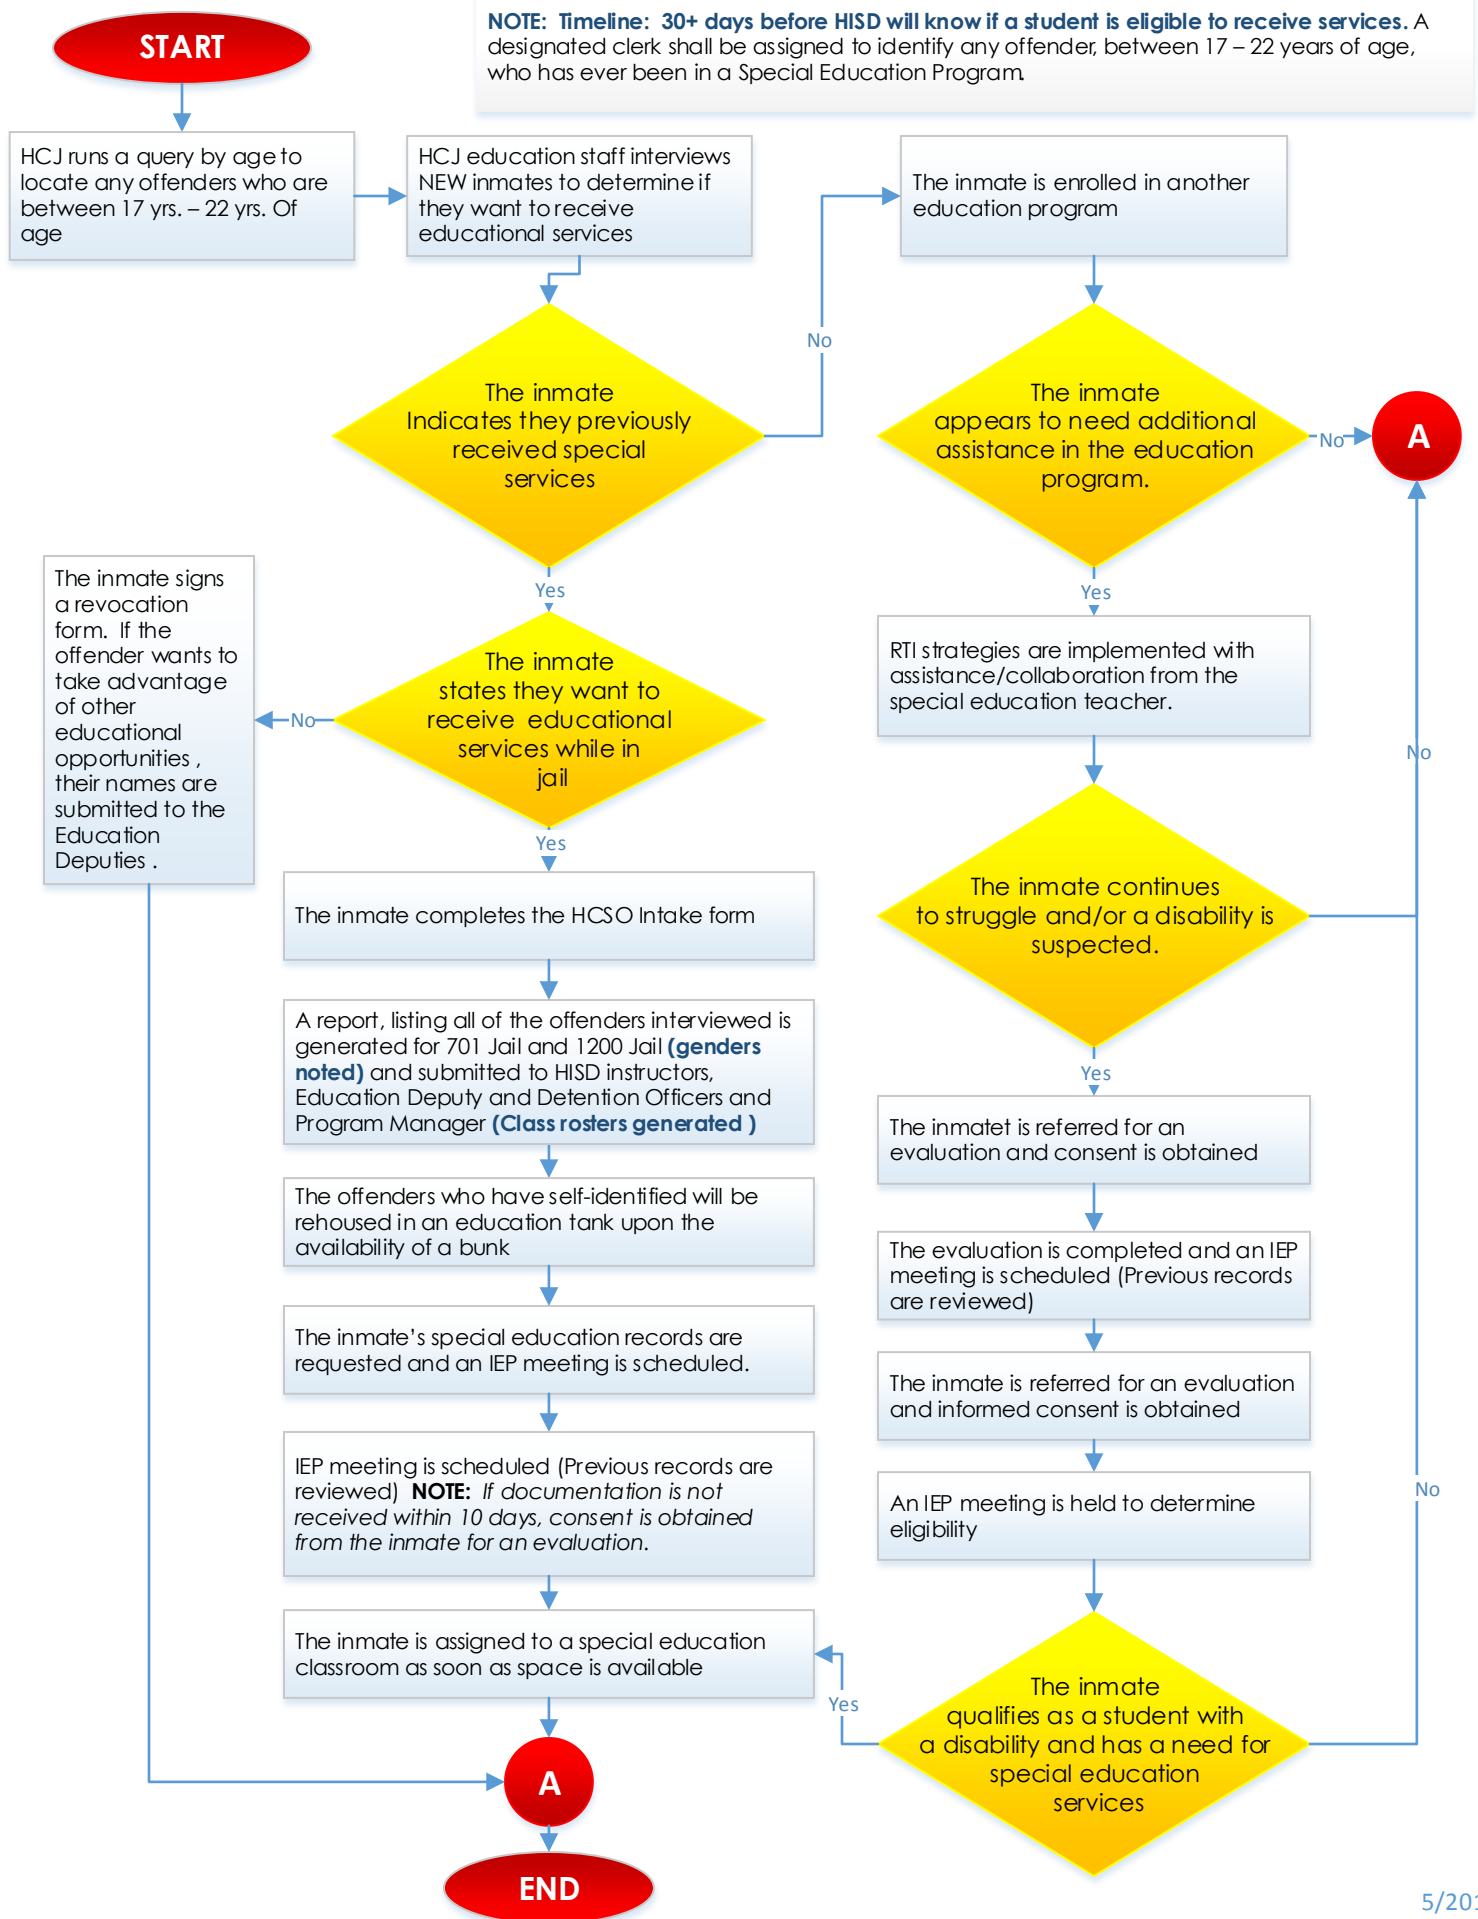 START
NOTE: Timeline: 30+ days before HISD will know if a student is eligible to receive services. A
designated clerk shall be assigned to identify any offender, between 17 – 22 years of age,
who has ever been in a Special Education Program.
HCJ runs a query by age to
locate any offenders who are
between 17 yrs. – 22 yrs. Of
age
HCJ education staff interviews
NEW inmates to determine if
they want to receive
educational services
The inmate is enrolled in another
education program
No
The inmate
Indicates they previously
received special
services
The inmate
appears to need additional
assistance in the education
program.
No
A
Yes
Yes
The inmate signs
a revocation
form. If the
offender wants to
take advantage
of other
educational
opportunities ,
their names are
submitted to the
Education
Deputies .
No
The inmate
states they want to
receive educational
services while in
jail
RTI strategies are implemented with
assistance/collaboration from the
special education teacher.
No
Yes
The inmate completes the HCSO Intake form
The inmate continues
to struggle and/or a disability is
suspected.
A report, listing all of the offenders interviewed is
generated for 701 Jail and 1200 Jail (genders
noted) and submitted to HISD instructors,
Education Deputy and Detention Officers and
Program Manager (Class rosters generated )
Yes
The inmatet is referred for an
evaluation and consent is obtained
The offenders who have self-identified will be
rehoused in an education tank upon the
availability of a bunk
The evaluation is completed and an IEP
meeting is scheduled (Previous records
are reviewed)
The inmate’s special education records are
requested and an IEP meeting is scheduled.
The inmate is referred for an evaluation
and informed consent is obtained
IEP meeting is scheduled (Previous records are
reviewed) NOTE: If documentation is not
received within 10 days, consent is obtained
from the inmate for an evaluation.
An IEP meeting is held to determine
eligibility
No
The inmate is assigned to a special education
classroom as soon as space is available
Yes
The inmate
qualifies as a student with
a disability and has a need for
special education
services
A
END